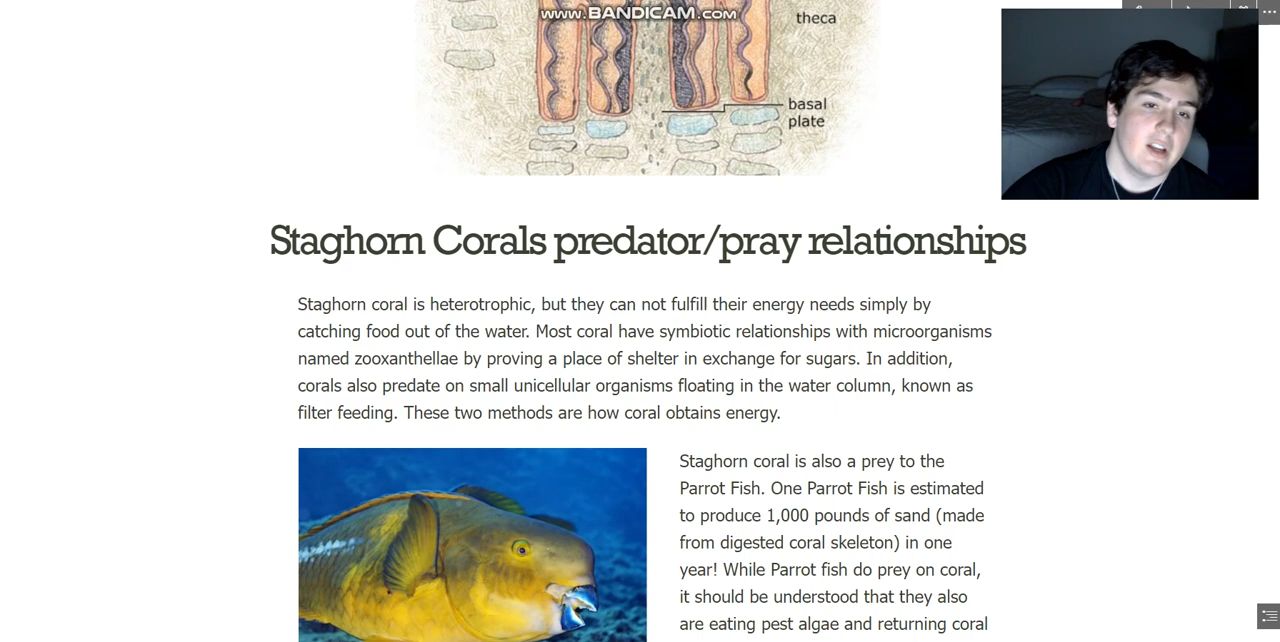 www.BANDICAM.com
theca
basal
plate
Staghorn Corals predator/pray relationships
Staghorn coral is heterotrophic, but they can not fulfill their energy needs simply by
catching food out of the water. Most coral have symbiotic relationships with microorganisms
named zooxanthellae by proving a place of shelter in exchange for sugars. In addition,
corals also predate on small unicellular organisms floating in the water column, known as
filter feeding. These two methods are how coral obtains energy.
Staghorn coral is also a prey to the
Parrot Fish. One Parrot Fish is estimated
to produce 1,000 pounds of sand (made
from digested coral skeleton) in one
year! While Parrot fish do prey on coral,
it should be understood that they also
are eating pest algae and returning coral